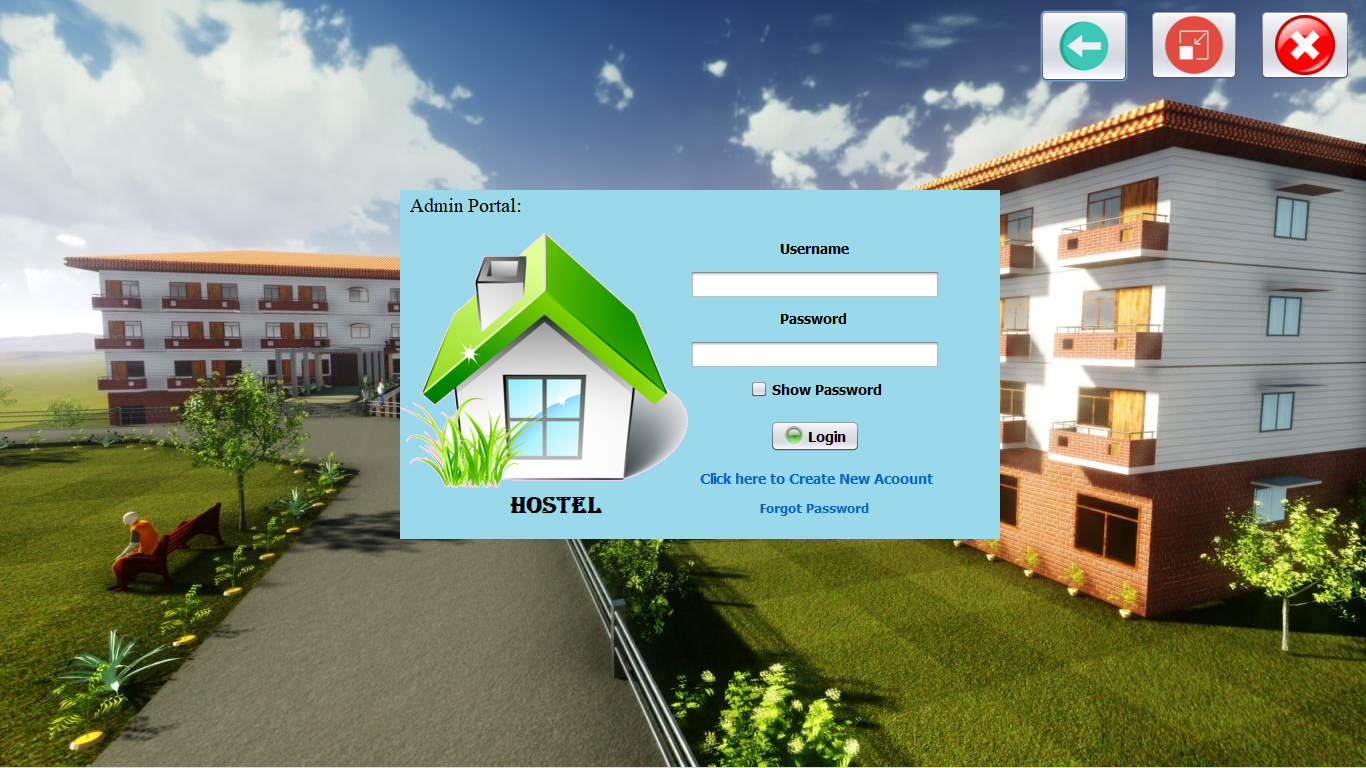 Admin Portal:
Username
Password
Show Password
Login
Click here to Create New Acoount
Forgot Password
HOSTEL